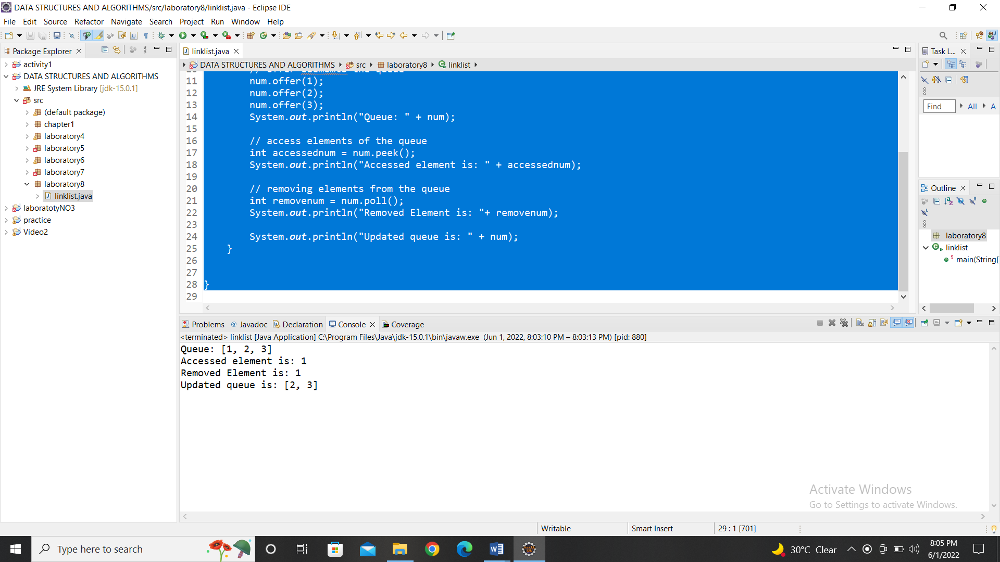 DATA STRUCTURES AND ALGORITHMS/src/laboratory8/linklist.java - Eclipse IDE
File Edit Source Refactor Navigate Search Project Run Window Help
Package Explorer
activity1
DATA STRUCTURES AND ALGORITHMS
JRE System Library [jdk-15.0.1]
src
(default package)
chapter1
laboratory4
laboratory5
laboratory6
laboratory7
laboratory8
linklist.java
laboratotyNO3
practice
Video2
linklist.java
DATA STRUCTURES AND ALGORITHMS src laboratory8 linklist
11 num.offer(1);
12 num.offer(2);
13 num.offer(3);
14 System.out.println("Queue: " + num);
15
16 // access elements of the queue
17 int accessednum = num.peek();
18 System.out.println("Accessed element is: " + accessednum);
19
20 // removing elements from the queue
21 int removenum = num.poll();
22 System.out.println("Removed Element is: "+ removenum);
23
24 System.out.println("Updated queue is: " + num);
25 }
26
27
28 }
29
Task L...
Find All A
Outline
laboratory8
linklist
main(String[
Problems Javadoc Declaration Console Coverage
<terminated> linklist [Java Application] C:\Program Files\Java\jdk-15.0.1\bin\javaw.exe (Jun 1, 2022, 8:03:10 PM – 8:03:13 PM) [pid: 880]
Queue: [1, 2, 3]
Accessed element is: 1
Removed Element is: 1
Updated queue is: [2, 3]
Activate Windows
Go to Settings to activate Windows.
Writable Smart Insert 29 : 1 [701]
Type here to search
30°C Clear
8:05 PM
6/1/2022